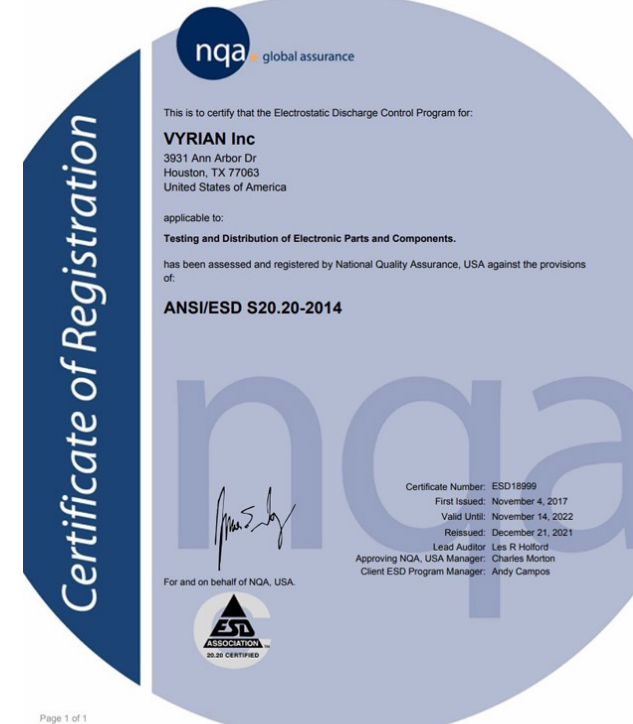 nqa.
global assurance
Certificate of Registration
This is to certify that the Electrostatic Discharge Control Program for:
VYRIAN Inc
3931 Ann Arbor Dr
Houston, TX 77063
United States of America
applicable to:
Testing and Distribution of Electronic Parts and Components.
has been assessed and registered by National Quality Assurance, USA against the provisions
of:
ANSI/ESD S20.20-2014
nqa
Certificate Number: ESD18999
First Issued: November 4, 2017
Valid Until: November 14, 2022
Reissued: December 21, 2021
Lead Auditor Les R Holford
Approving NQA, USA Manager: Charles Morton
Client ESD Program Manager: Andy Campos
For and on behalf of NQA, USA.
ESD
ASSOCIATION
20.20 CERTIFIED
Page 1 of 1